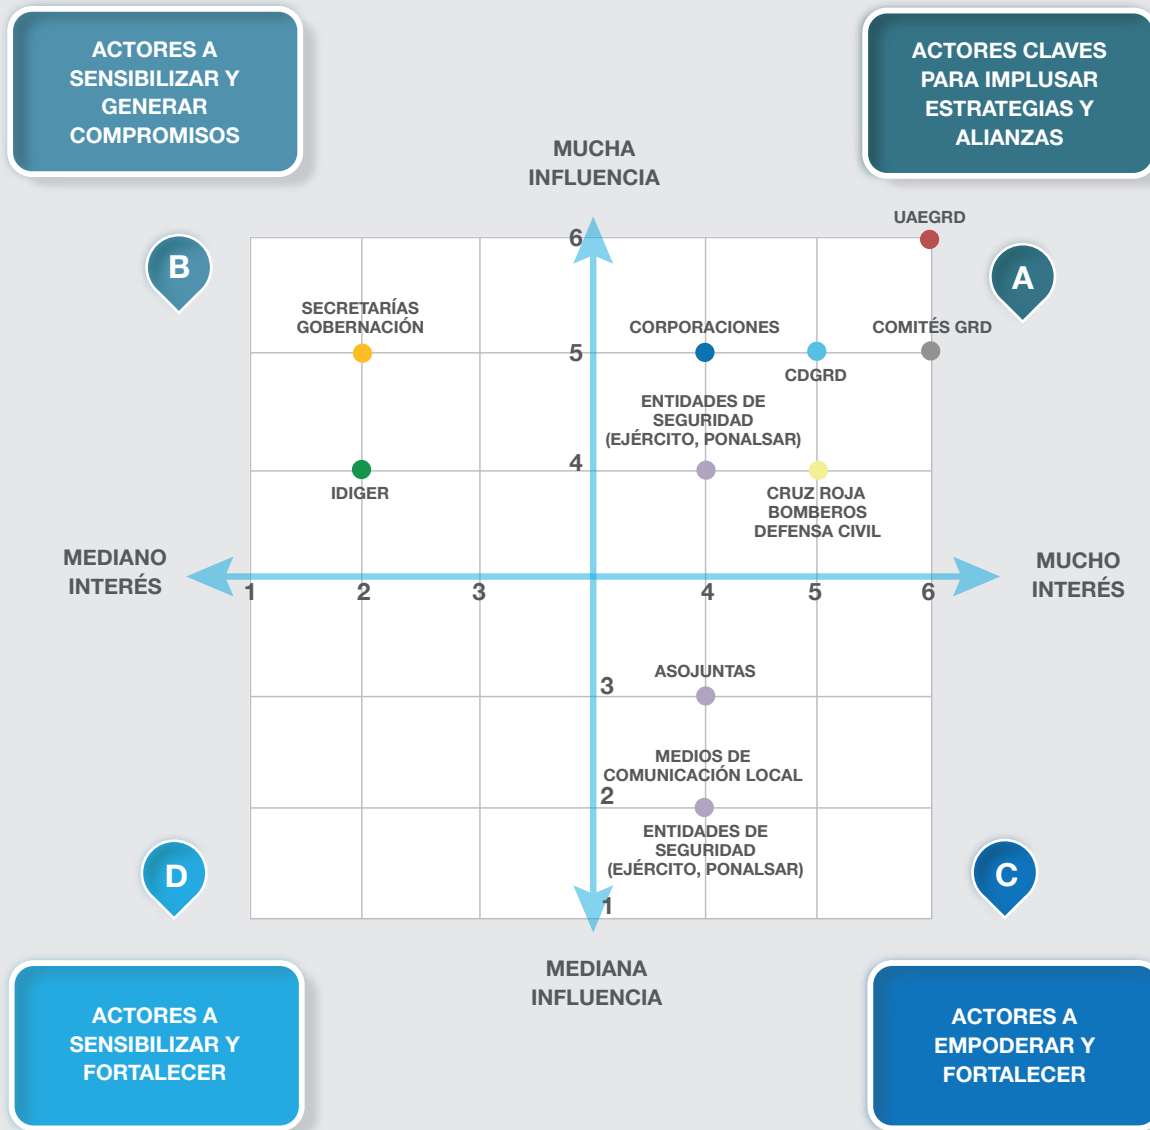 ACTORES A
SENSIBILIZAR Y
GENERAR
COMPROMISOS
ACTORES CLAVES
PARA IMPLUSAR
ESTRATEGIAS Y
ALIANZAS
MUCHA
INFLUENCIA
UAEGRD
B
A
6
SECRETARÍAS
GOBERNACIÓN
CORPORACIONES
COMITÉS GRD
5
CDGRD
ENTIDADES DE
SEGURIDAD
(EJÉRCITO, PONALSAR)
4
IDIGER
CRUZ ROJA
BOMBEROS
DEFENSA CIVIL
MEDIANO
INTERÉS
MUCHO
INTERÉS
1 2 3 4 5 6
ASOJUNTAS
3
MEDIOS DE
COMUNICACIÓN LOCAL
2
ENTIDADES DE
SEGURIDAD
(EJÉRCITO, PONALSAR)
D
C
1
MEDIANA
INFLUENCIA
ACTORES A
SENSIBILIZAR Y
FORTALECER
ACTORES A
EMPODERAR Y
FORTALECER